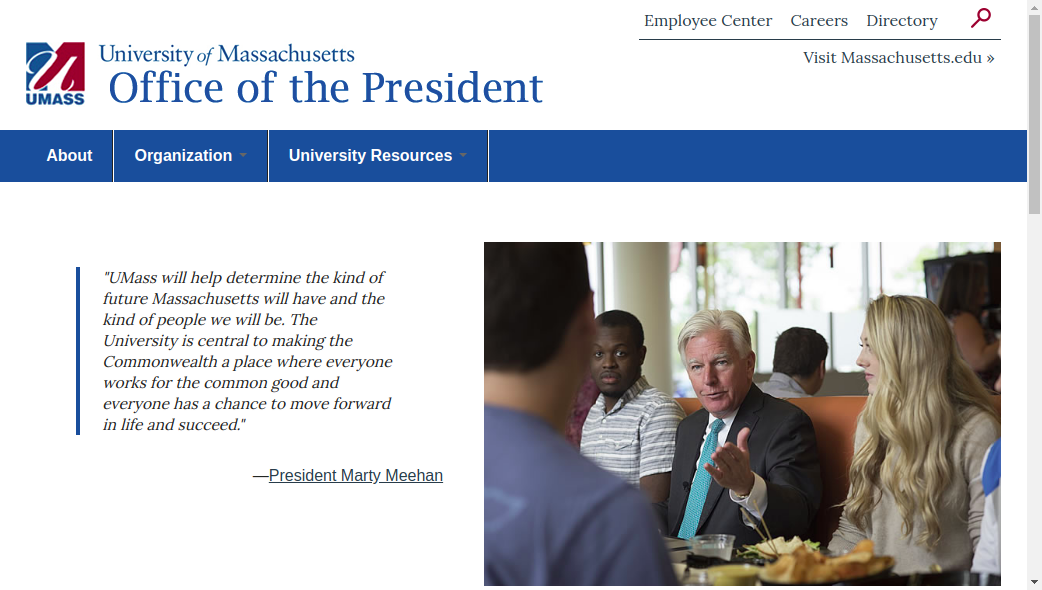 Employee Center Careers Directory
Visit Massachusetts.edu »
University of Massachusetts
Office of the President
UMASS
About Organization University Resources
"UMass will help determine the kind of
future Massachusetts will have and the
kind of people we will be. The
University is central to making the
Commonwealth a place where everyone
works for the common good and
everyone has a chance to move forward
in life and succeed."
—President Marty Meehan